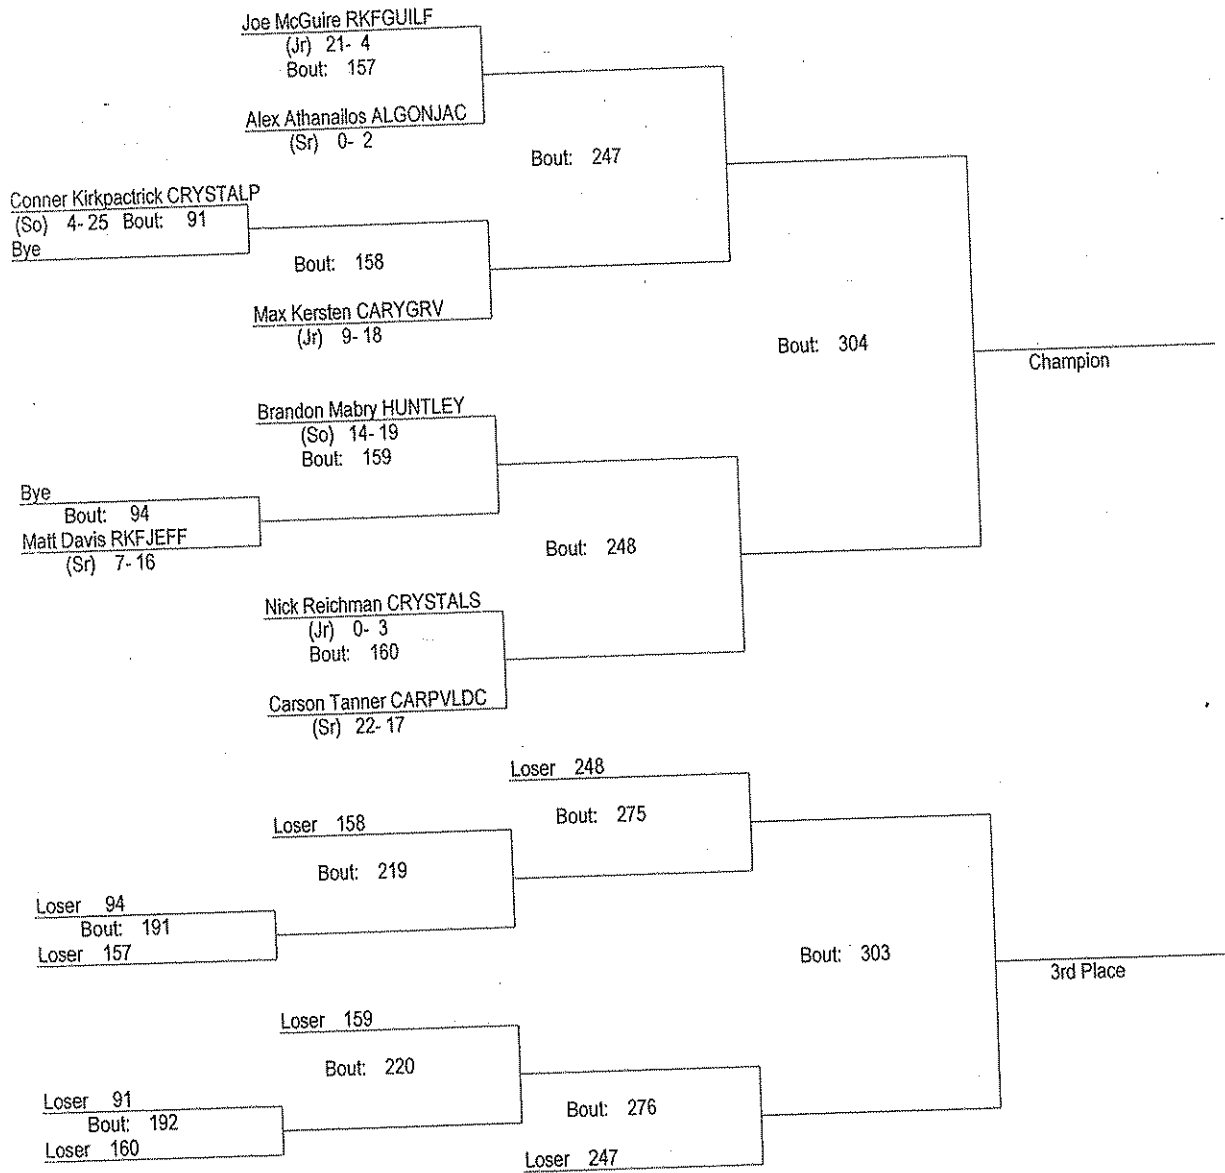 Joe McGuire RKFGUILF
(Jr) 21- 4
Bout: 157
Alex Athanailos ALGONJAC
(Sr) 0- 2
Bout: 247
Conner Kirkpactrick CRYSTALP
(So) 4- 25 Bout: 91
Bye
Bout: 158
Max Kersten CARYGRV
(Jr) 9- 18
Bout: 304
Champion
Brandon Mabry HUNTLEY
(So) 14- 19
Bout: 159
Bye
Bout: 94
Matt Davis RKFJEFF
(Sr) 7- 16
Bout: 248
Nick Reichman CRYSTALS
(Jr) 0- 3
Bout: 160
Carson Tanner CARPVLDC
(Sr) 22- 17
Loser 248
Bout: 275
Loser 158
Bout: 219
Loser 94
Bout: 191
Loser 157
Bout: 303
3rd Place
Loser 159
Bout: 220
Loser 91
Bout: 192
Loser 160
Bout: 276
Loser 247